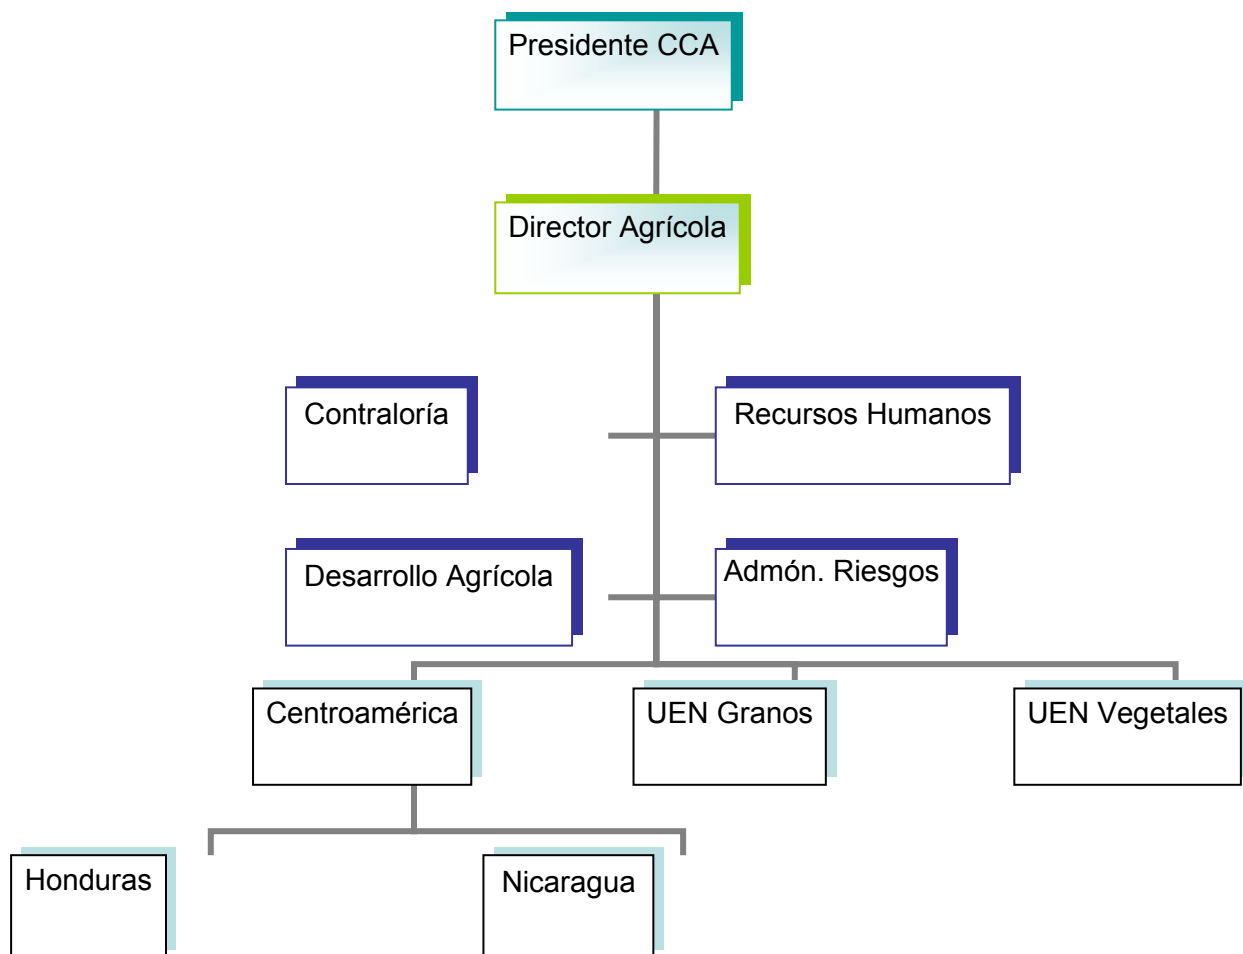 Presidente CCA
Director Agrícola
Contraloría
Recursos Humanos
Desarrollo Agrícola
Admón. Riesgos
Centroamérica
UEN Granos
UEN Vegetales
Honduras
Nicaragua